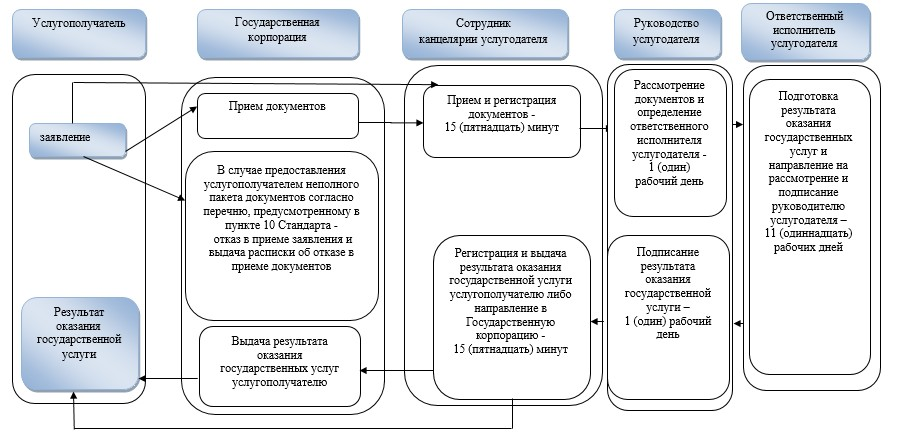 Услугополучатель
Государственная
корпорация
Сотрудник
канцелярии услугодателя
Руководство
услугодателя
Ответственный
исполнитель
услугодателя
заявление
Прием документов
Прием и регистрация
документов -
15 (пятнадцать) минут
Рассмотрение
документов и
определение
ответственного
исполнителя
услугодателя -
1 (один)
рабочий день
Подготовка
результата
оказания
государственных
услуг и
направление на
рассмотрение и
подписание
руководителю
услугодателя –
11 (одиннадцать)
рабочих дней
В случае предоставления
услугополучателем неполного
пакета документов согласно
перечню, предусмотренному в
пункте 10 Стандарта -
отказ в приеме заявления и
выдача расписки об отказе в
приеме документов
Регистрация и выдача
результата оказания
государственной услуги
услугополучателю либо
направление в
Государственную
корпорацию -
15 (пятнадцать) минут
Подписание
результата
оказания
государственной
услуги –
1 (один) рабочий
день
Результат
оказания
государственной
услуги
Выдача результата
оказания
государственных услуг
услугополучателю